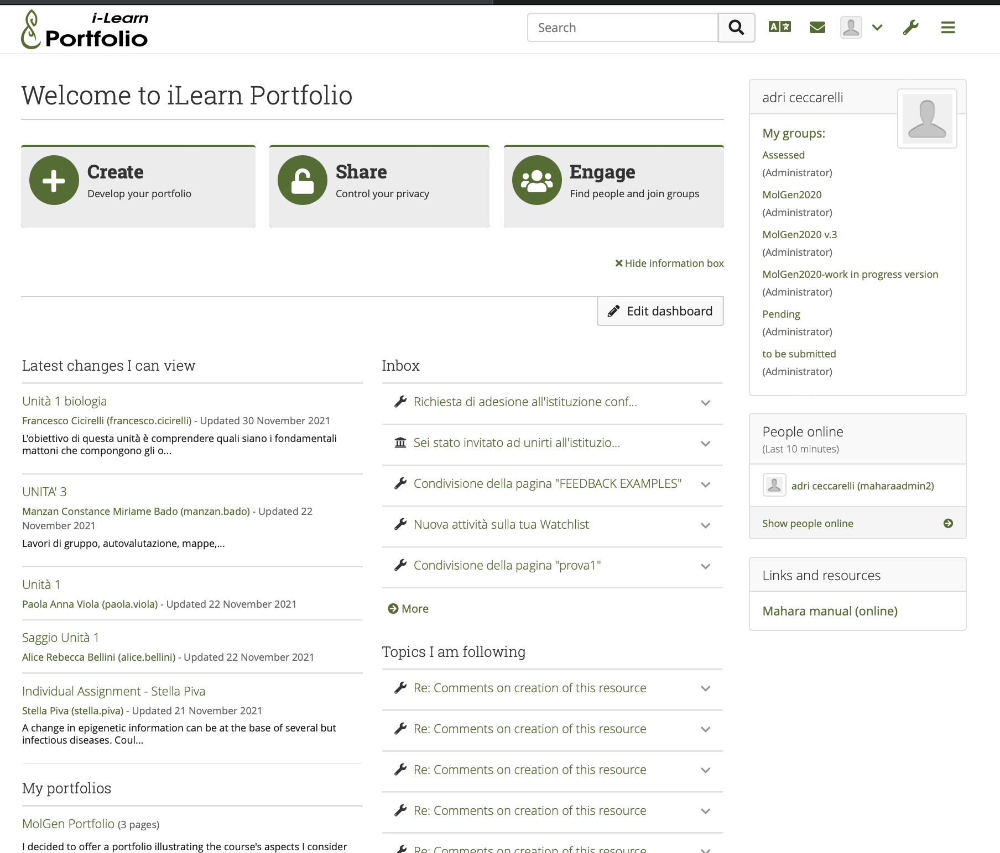 i-Learn
Portfolio
Search
Welcome to iLearn Portfolio
Create
Develop your portfolio
Share
Control your privacy
Engage
Find people and join groups
Hide information box
Edit dashboard
Latest changes I can view
Unità 1 biologia
Francesco Cicirelli (francesco.cicirelli) - Updated 30 November 2021
L'obiettivo di questa unità è comprendere quali siano i fondamentali
mattoni che compongono gli o...
UNITA' 3
Manzan Constance Miriame Bado (manzan.bado) - Updated 22
November 2021
Lavori di gruppo, autovalutazione, mappe,...
Unità 1
Paola Anna Viola (paola.viola) - Updated 22 November 2021
Saggio Unità 1
Alice Rebecca Bellini (alice.bellini) - Updated 22 November 2021
Individual Assignment - Stella Piva
Stella Piva (stella.piva) - Updated 21 November 2021
A change in epigenetic information can be at the base of several but
infectious diseases. Coul...
My portfolios
MolGen Portfolio (3 pages)
I decided to offer a portfolio illustrating the course's aspects I consider
Inbox
Richiesta di adesione all'istituzione conf...
Sei stato invitato ad unirti all'istituzio...
Condivisione della pagina "FEEDBACK EXAMPLES"
Nuova attività sulla tua Watchlist
Condivisione della pagina "prova1"
More
Topics I am following
Re: Comments on creation of this resource
Re: Comments on creation of this resource
Re: Comments on creation of this resource
Re: Comments on creation of this resource
Re: Comments on creation of this resource
adri ceccarelli
My groups:
Assessed
(Administrator)
MolGen2020
(Administrator)
MolGen2020 v.3
(Administrator)
MolGen2020-work in progress version
(Administrator)
Pending
(Administrator)
to be submitted
(Administrator)
People online
(Last 10 minutes)
adri ceccarelli (maharaadmin2)
Show people online
Links and resources
Mahara manual (online)